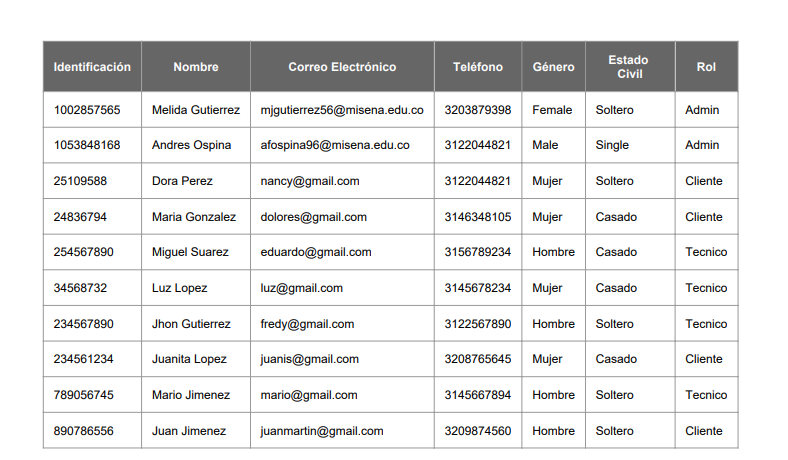 Identificación Nombre Correo Electrónico Teléfono Género Estado Civil Rol
1002857565 Melida Gutierrez mjgutierrez56@misena.edu.co 3203879398 Female Soltero Admin
1053848168 Andres Ospina afospina96@misena.edu.co 3122044821 Male Single Admin
25109588 Dora Perez nancy@gmail.com 3122044821 Mujer Soltero Cliente
24836794 Maria Gonzalez dolores@gmail.com 3146348105 Mujer Casado Cliente
254567890 Miguel Suarez eduardo@gmail.com 3156789234 Hombre Casado Tecnico
34568732 Luz Lopez luz@gmail.com 3145678234 Mujer Casado Tecnico
234567890 Jhon Gutierrez fredy@gmail.com 3122567890 Hombre Soltero Tecnico
234561234 Juanita Lopez juanis@gmail.com 3208765645 Mujer Casado Cliente
789056745 Mario Jimenez mario@gmail.com 3145667894 Hombre Soltero Tecnico
890786556 Juan Jimenez juanmartin@gmail.com 3209874560 Hombre Soltero Cliente